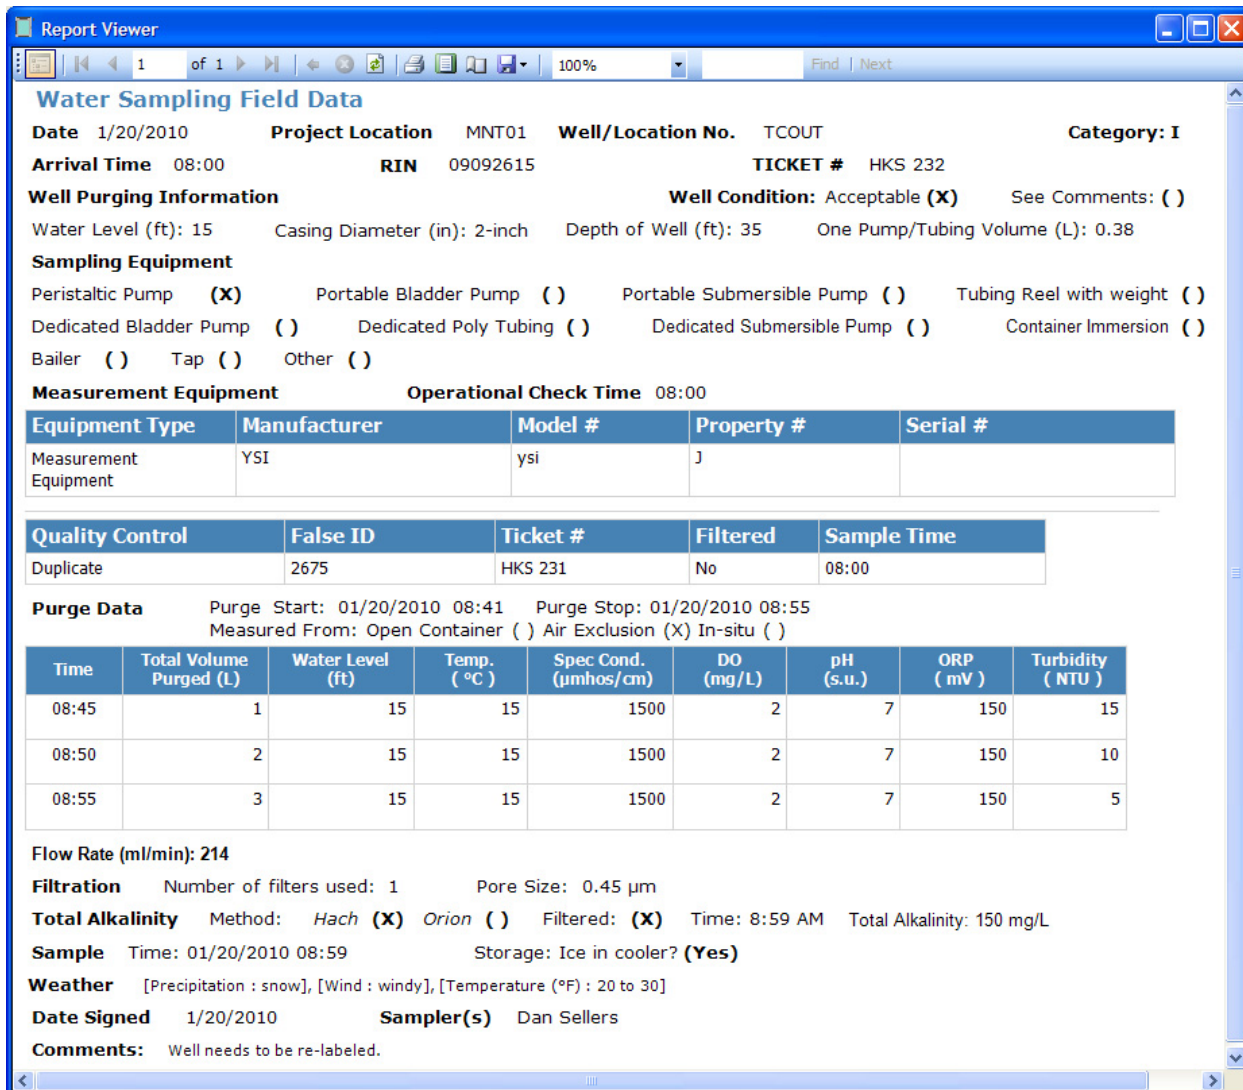 Report Viewer
1 of 1 100% Find | Next
Water Sampling Field Data
Date 1/20/2010 Project Location MNT01 Well/Location No. TCOUT Category: I
Arrival Time 08:00 RIN 09092615 TICKET # HKS 232
Well Purging Information Well Condition: Acceptable (X) See Comments: ( )
Water Level (ft): 15 Casing Diameter (in): 2-inch Depth of Well (ft): 35 One Pump/Tubing Volume (L): 0.38
Sampling Equipment
Peristaltic Pump (X) Portable Bladder Pump ( ) Portable Submersible Pump ( ) Tubing Reel with weight ( )
Dedicated Bladder Pump ( ) Dedicated Poly Tubing ( ) Dedicated Submersible Pump ( ) Container Immersion ( )
Bailer ( ) Tap ( ) Other ( )
Measurement Equipment Operational Check Time 08:00
Equipment Type Manufacturer Model # Property # Serial #
Measurement Equipment YSI ysi J
Quality Control False ID Ticket # Filtered Sample Time
Duplicate 2675 HKS 231 No 08:00
Purge Data Purge Start: 01/20/2010 08:41 Purge Stop: 01/20/2010 08:55
Measured From: Open Container ( ) Air Exclusion (X) In-situ ( )
Time Total Volume Purged (L) Water Level (ft) Temp. ( ºC ) Spec Cond. (µmhos/cm) DO (mg/L) pH (s.u.) ORP ( mV ) Turbidity ( NTU )
08:45 1 15 15 1500 2 7 150 15
08:50 2 15 15 1500 2 7 150 10
08:55 3 15 15 1500 2 7 150 5
Flow Rate (ml/min): 214
Filtration Number of filters used: 1 Pore Size: 0.45 µm
Total Alkalinity Method: Hach (X) Orion ( ) Filtered: (X) Time: 8:59 AM Total Alkalinity: 150 mg/L
Sample Time: 01/20/2010 08:59 Storage: Ice in cooler? (Yes)
Weather [Precipitation : snow], [Wind : windy], [Temperature (ºF) : 20 to 30]
Date Signed 1/20/2010 Sampler(s) Dan Sellers
Comments: Well needs to be re-labeled.